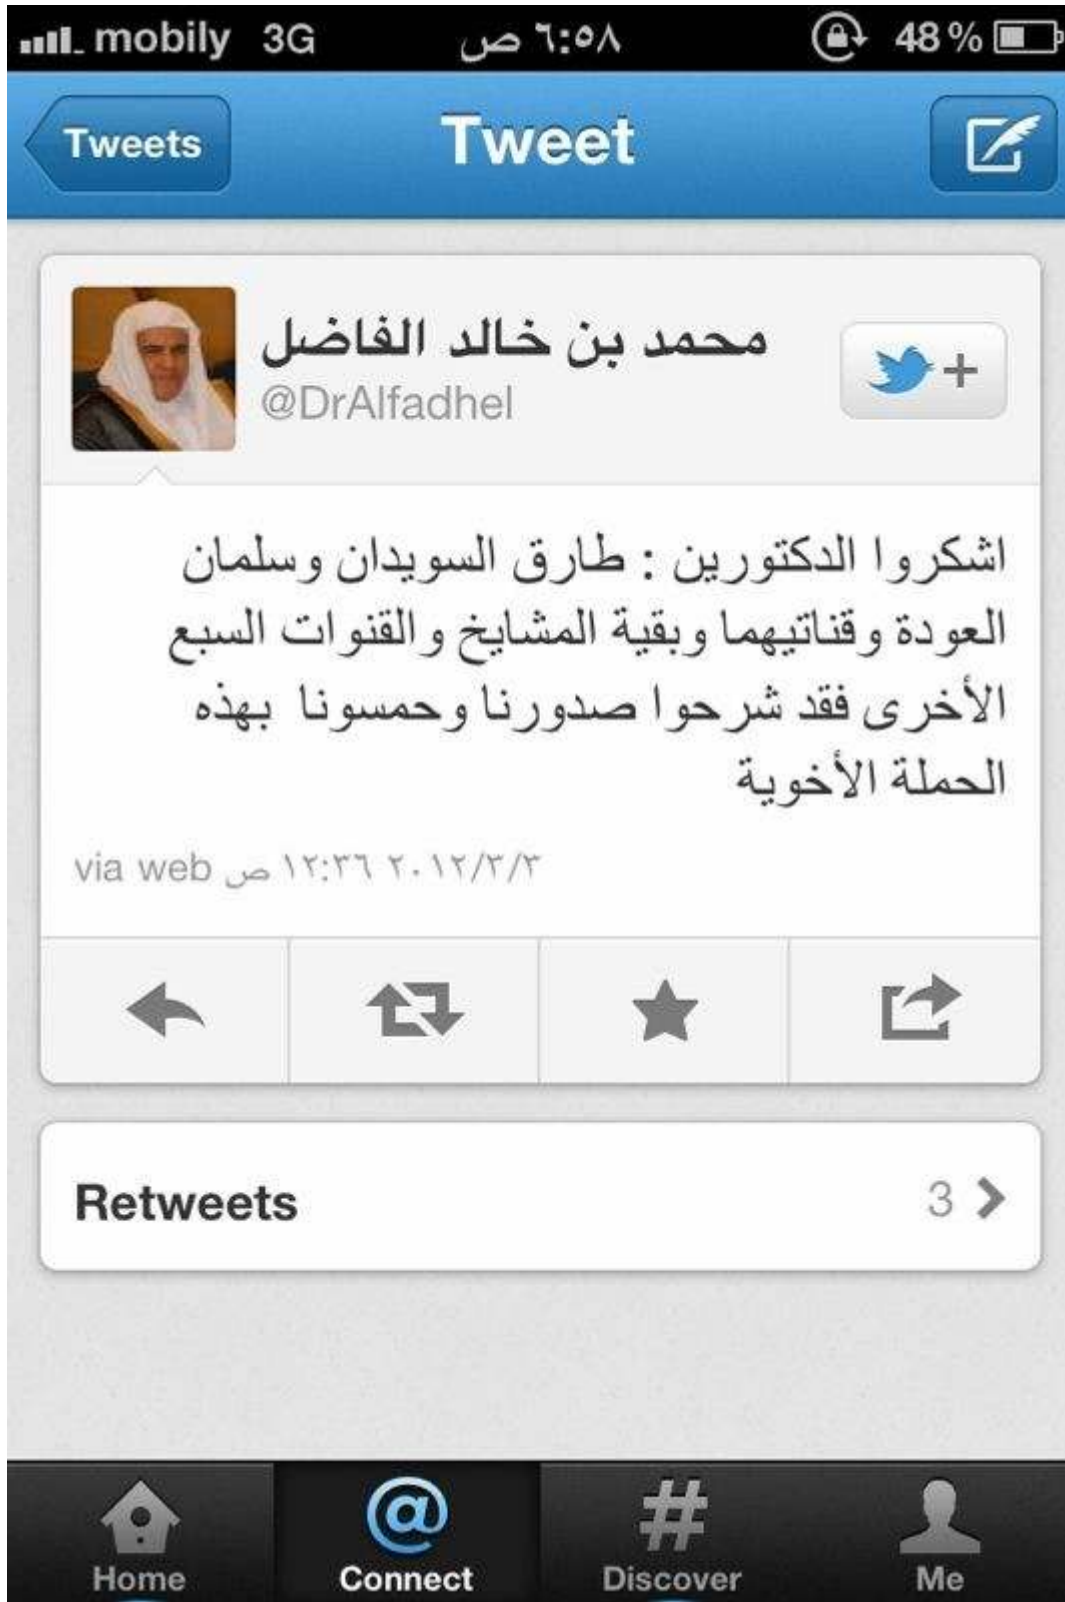 mobily 3G ٦:٥٨ ص 48%
Tweets Tweet
محمد بن خالد الفاضل
@DrAlfadhel
اشكروا الدكتورين : طارق السويدان وسلمان
العودة وقناتيهما وبقية المشايخ والقنوات السبع
الأخرى فقد شرحوا صدورنا وحمسونا بهذه
الحملة الأخوية
٢٠١٢/٣/٣ ١٢:٣٦ ص via web
Retweets 3
Home Connect Discover Me